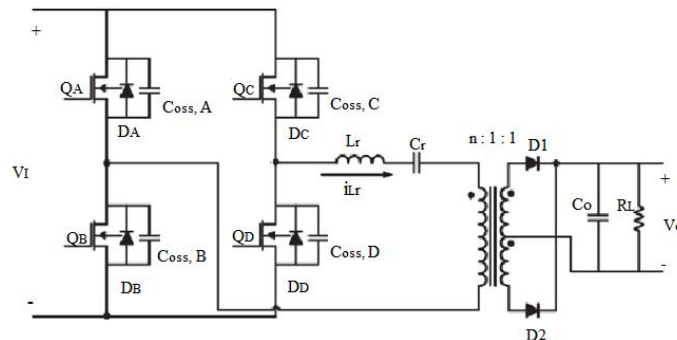 +
QA
Coss, A
DA
QC
Coss, C
DC
Lr
Cr
iLr
n : 1 : 1
D1
VI
+
Co
RL
Vo
-
QB
Coss, B
DB
QD
Coss, D
DD
-
D2